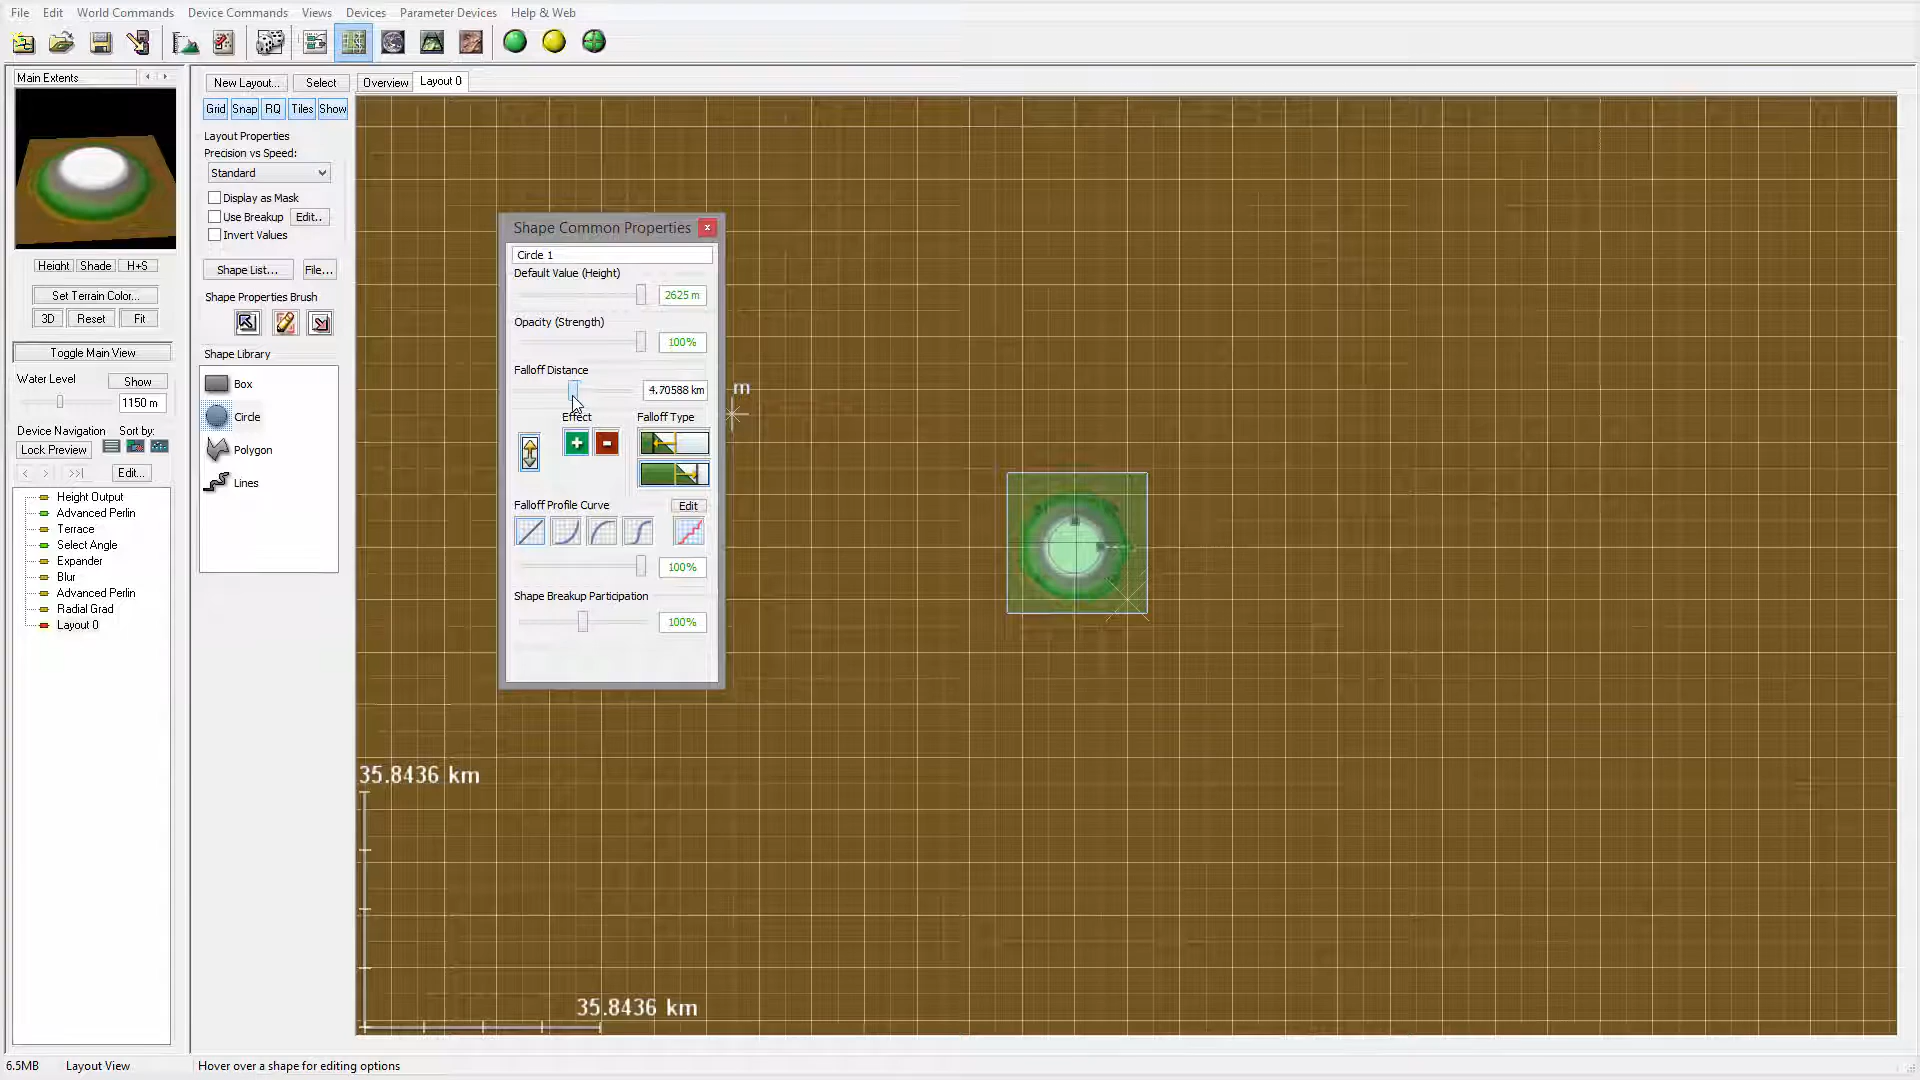 File Edit World Commands Device Commands Views Devices Parameter Devices Help & Web
Main Extents
New Layout... Select
Overview Layout 0
Grid Snap RQ Tiles Show
Layout Properties
Precision vs Speed:
Standard
Display as Mask
Use Breakup Edit..
Invert Values
Shape List... File...
Shape Properties Brush
Shape Library
Box
Circle
Polygon
Lines
Height Shade H+S
Set Terrain Color...
3D Reset Fit
Toggle Main View
Water Level Show
1150 m
Device Navigation Sort by:
Lock Preview
< > >>| Edit...
Height Output
Advanced Perlin
Terrace
Select Angle
Expander
Blur
Advanced Perlin
Radial Grad
Layout 0
Shape Common Properties x
Circle 1
Default Value (Height)
2625 m
Opacity (Strength)
100%
Falloff Distance
4.70588 km
m
Effect Falloff Type
+ -
Falloff Profile Curve Edit
100%
Shape Breakup Participation
100%
35.8436 km
35.8436 km
6.5MB Layout View Hover over a shape for editing options